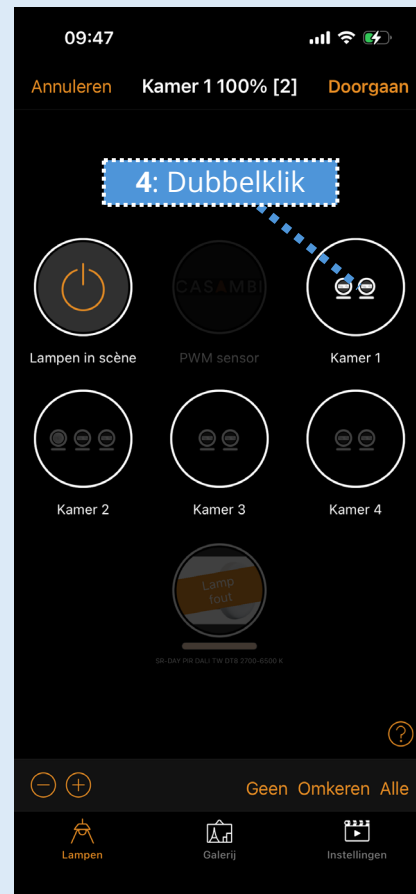 09:47
Annuleren Kamer 1 100% [2] Doorgaan
4: Dubbelklik
CASAMBI
Lampen in scène PWM sensor Kamer 1
Kamer 2 Kamer 3 Kamer 4
Lamp
fout
SR-DAY PIR DALI TW DT8 2700-6500 K
?
Geen Omkeren Alle
Lampen Galerij Instellingen